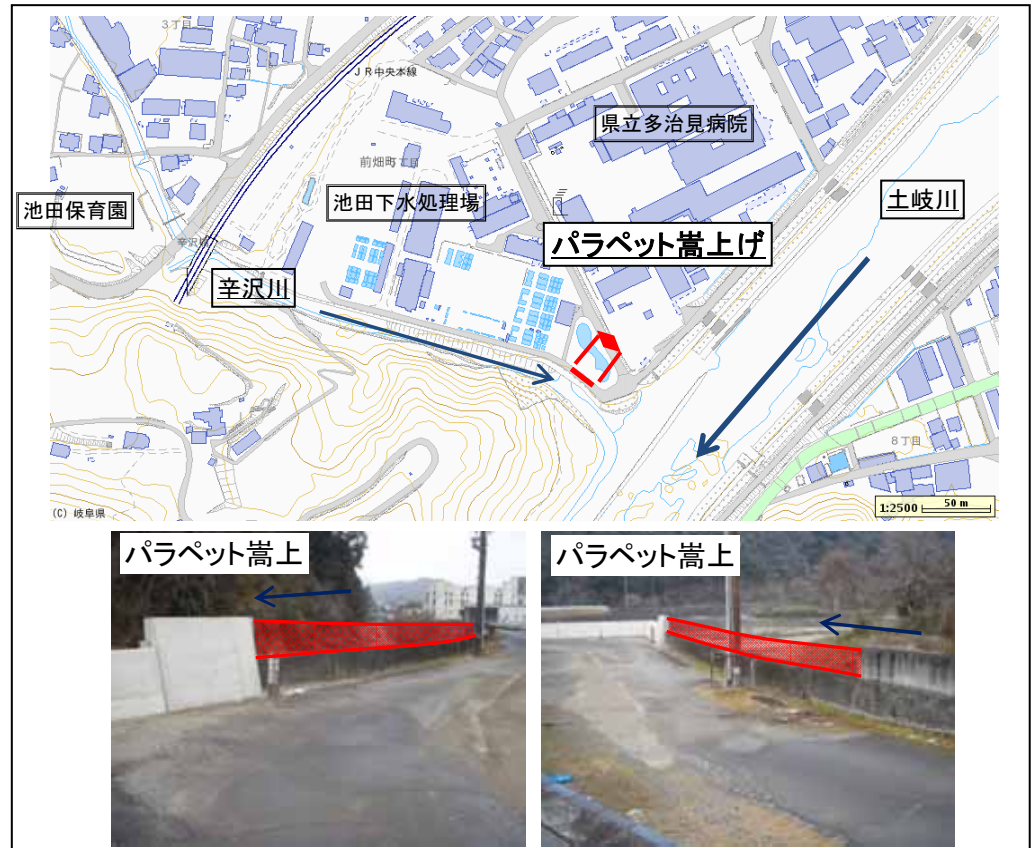 3丁目
JR中央本線
県立多治見病院
前畑町
丁目
池田保育園
池田下水処理場
土岐川
パラペット嵩上げ
辛沢川
8丁目
(C) 岐阜県
1:2500 50 m
パラペット嵩上
パラペット嵩上